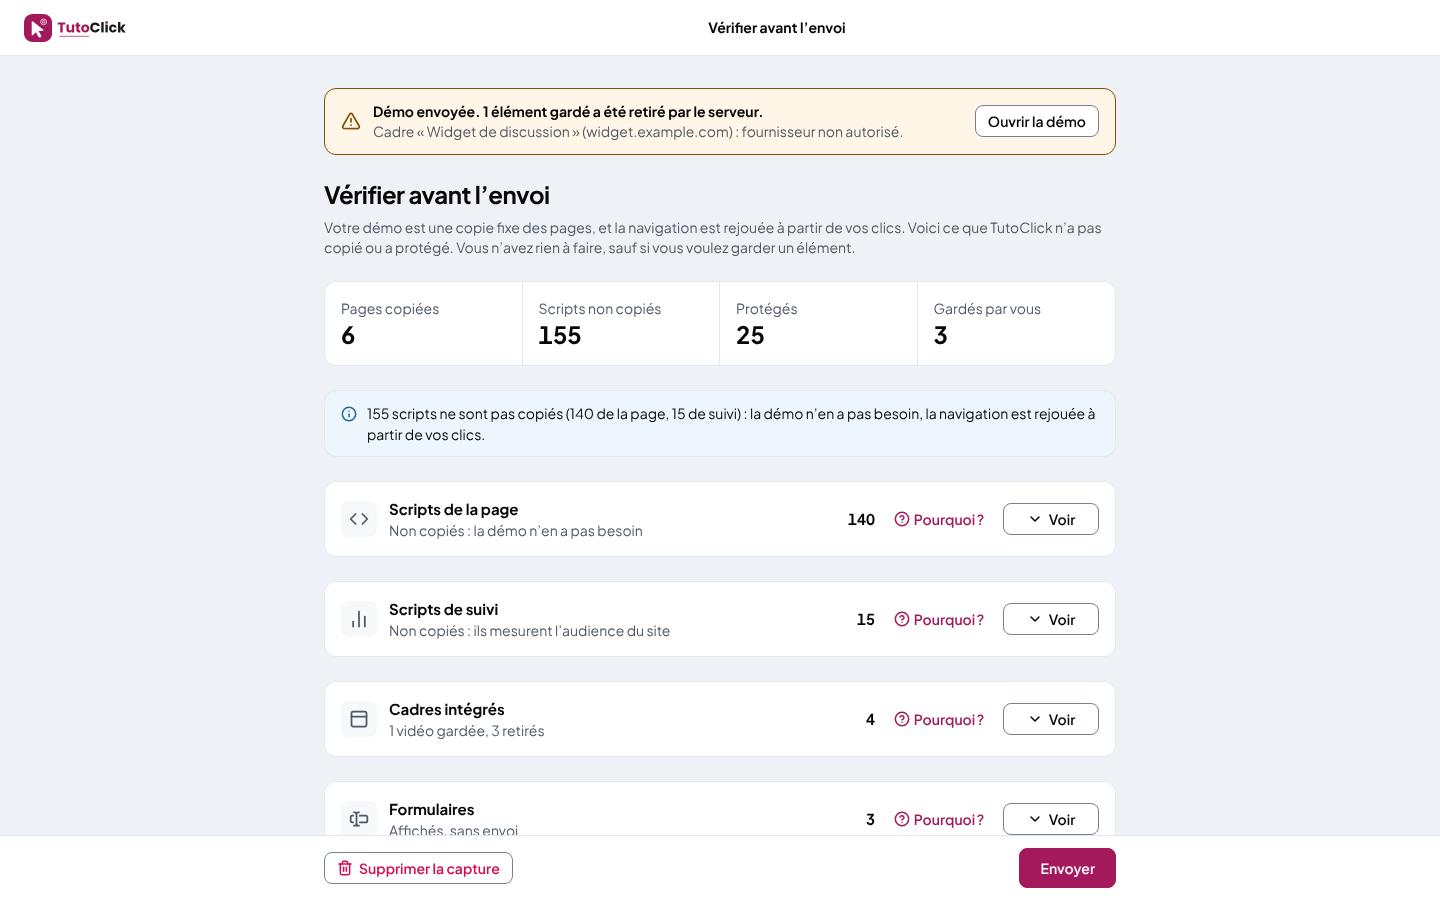 TutoClick
Vérifier avant l’envoi
Démo envoyée. 1 élément gardé a été retiré par le serveur.
Cadre « Widget de discussion » (widget.example.com) : fournisseur non autorisé.
Ouvrir la démo
Vérifier avant l’envoi
Votre démo est une copie fixe des pages, et la navigation est rejouée à partir de vos clics. Voici ce que TutoClick n’a pas
copié ou a protégé. Vous n’avez rien à faire, sauf si vous voulez garder un élément.
Pages copiées
6
Scripts non copiés
155
Protégés
25
Gardés par vous
3
155 scripts ne sont pas copiés (140 de la page, 15 de suivi) : la démo n’en a pas besoin, la navigation est rejouée à
partir de vos clics.
Scripts de la page
Non copiés : la démo n’en a pas besoin
140
Pourquoi ?
Voir
Scripts de suivi
Non copiés : ils mesurent l’audience du site
15
Pourquoi ?
Voir
Cadres intégrés
1 vidéo gardée, 3 retirés
4
Pourquoi ?
Voir
Formulaires
Affichés, sans envoi
3
Pourquoi ?
Voir
Supprimer la capture
Envoyer